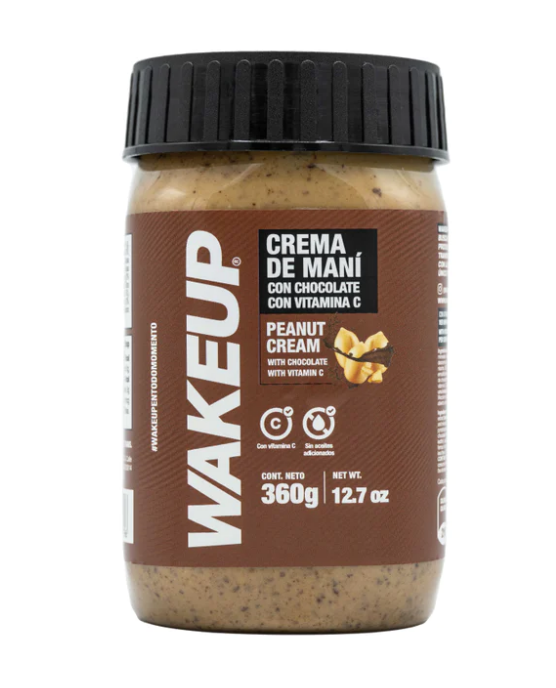 WAKEUP®
#WAKEUPENTODOMOMENTO
CREMA
DE MANÍ
CON CHOCOLATE
CON VITAMINA C
PEANUT
CREAM
WITH CHOCOLATE
WITH VITAMIN C
C
Con vitamina C
Sin aceites
adicionados
CONT. NETO
360g
NET WT.
12.7 oz